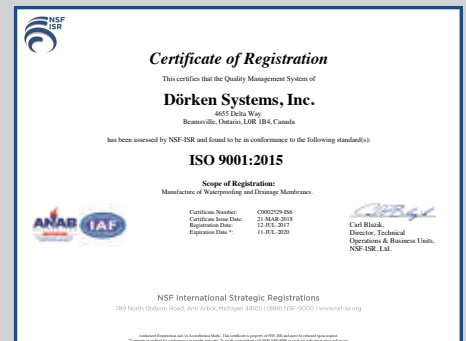 NSF
ISR
Certificate of Registration
This certifies that the Quality Management System of
Dörken Systems, Inc.
4655 Delta Way
Beamsville, Ontario, L0R 1B4, Canada
has been assessed by NSF-ISR and found to be in conformance to the following standard(s):
ISO 9001:2015
Scope of Registration:
Manufacture of Waterproofing and Drainage Membranes.
Certificate Number: C0002529-IS6
Certificate Issue Date: 21-MAR-2018
Registration Date: 12-JUL-2017
Expiration Date *: 11-JUL-2020
ANAB
IAF
Carl Blazik,
Director, Technical
Operations & Business Units,
NSF-ISR, Ltd.
NSF International Strategic Registrations
789 North Dixboro Road, Ann Arbor, Michigan 48105 | (888) NSF-9000 | www.nsf-isr.org